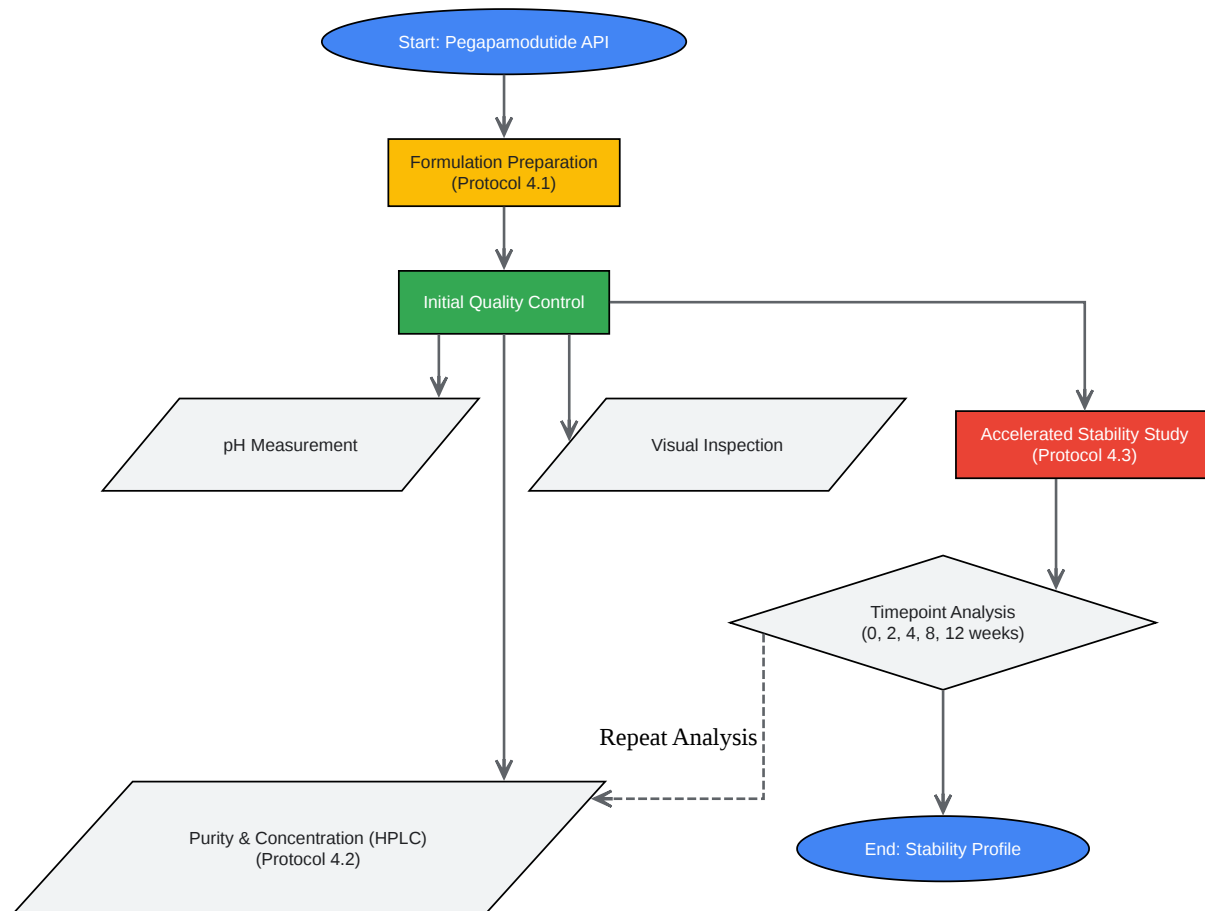 Start: Pegapamodutide API
Formulation Preparation
(Protocol 4.1)
Initial Quality Control
pH Measurement
Visual Inspection
Accelerated Stability Study
(Protocol 4.3)
Timepoint Analysis
(0, 2, 4, 8, 12 weeks)
Repeat Analysis
Purity & Concentration (HPLC)
(Protocol 4.2)
End: Stability Profile